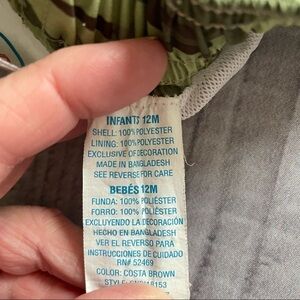 INFANTS 12M
SHELL: 100% POLYESTER
LINING: 100% POLYESTER
EXCLUSIVE OF DECORATION
MADE IN BANGLADESH
SEE REVERSE FOR CARE
BEBÉS 12M
FUNDA: 100% POLIÉSTER
FORRO: 100% POLIÉSTER
EXCLUYENDO LA DECORACIÓN
HECHO EN BANGLADESH
VER EL REVERSO PARA
INSTRUCCIONES DE CUIDADO
RN# 52469
COLOR: COSTA BROWN